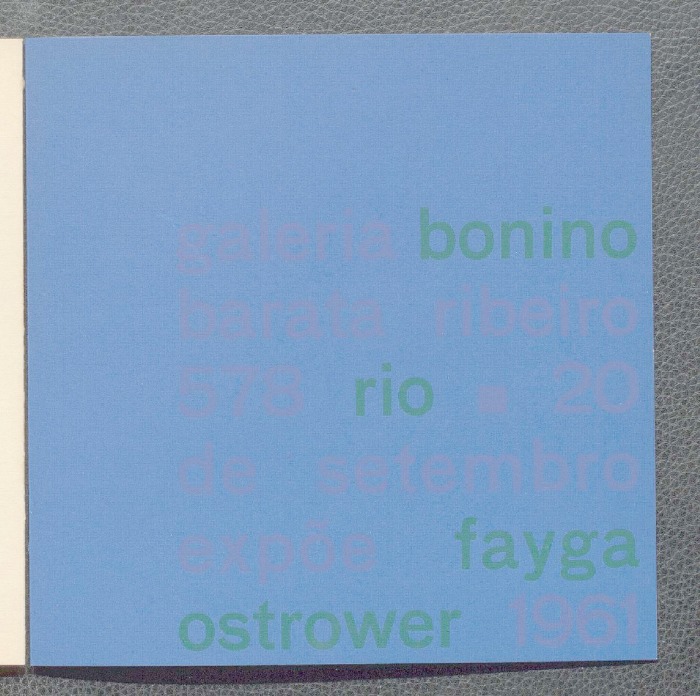 galeria bonino
barata ribeiro
578 rio ■ 20
de setembro
expõe fayga
ostrower 1961